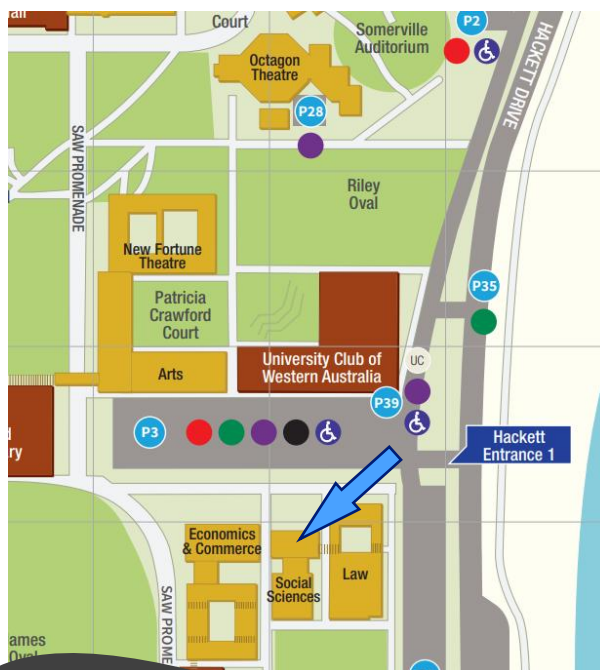 Court
Somerville
Auditorium
P2
HACKETT DRIVE
Octagon
Theatre
P28
SAW PROMENADE
Riley
Oval
New Fortune
Theatre
P35
Patricia
Crawford
Court
University Club of
Western Australia
UC
Arts
P39
P3
Hackett
Entrance 1
Economics
& Commerce
Law
Social
Sciences
ry
SAW PROME
ames
Oval